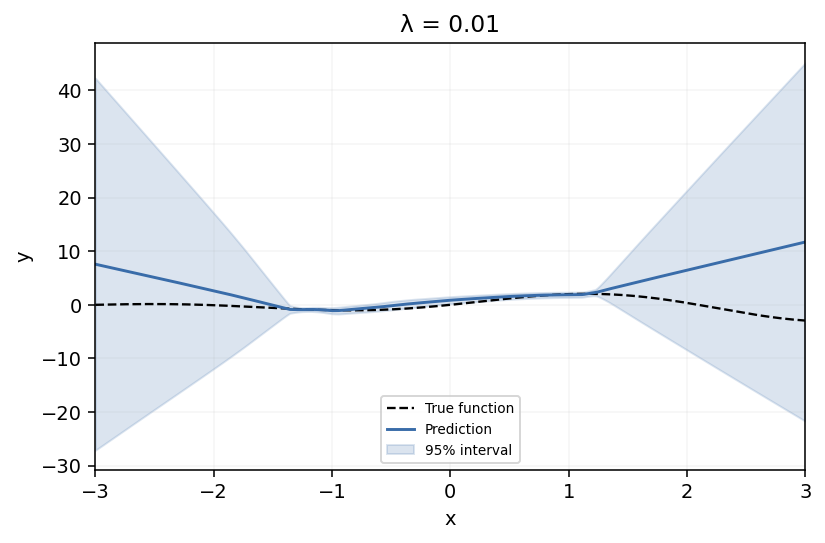 λ = 0.01
y
40
30
20
10
0
−10
−20
−30
True function
Prediction
95% interval
−3 −2 −1 0 1 2 3
x